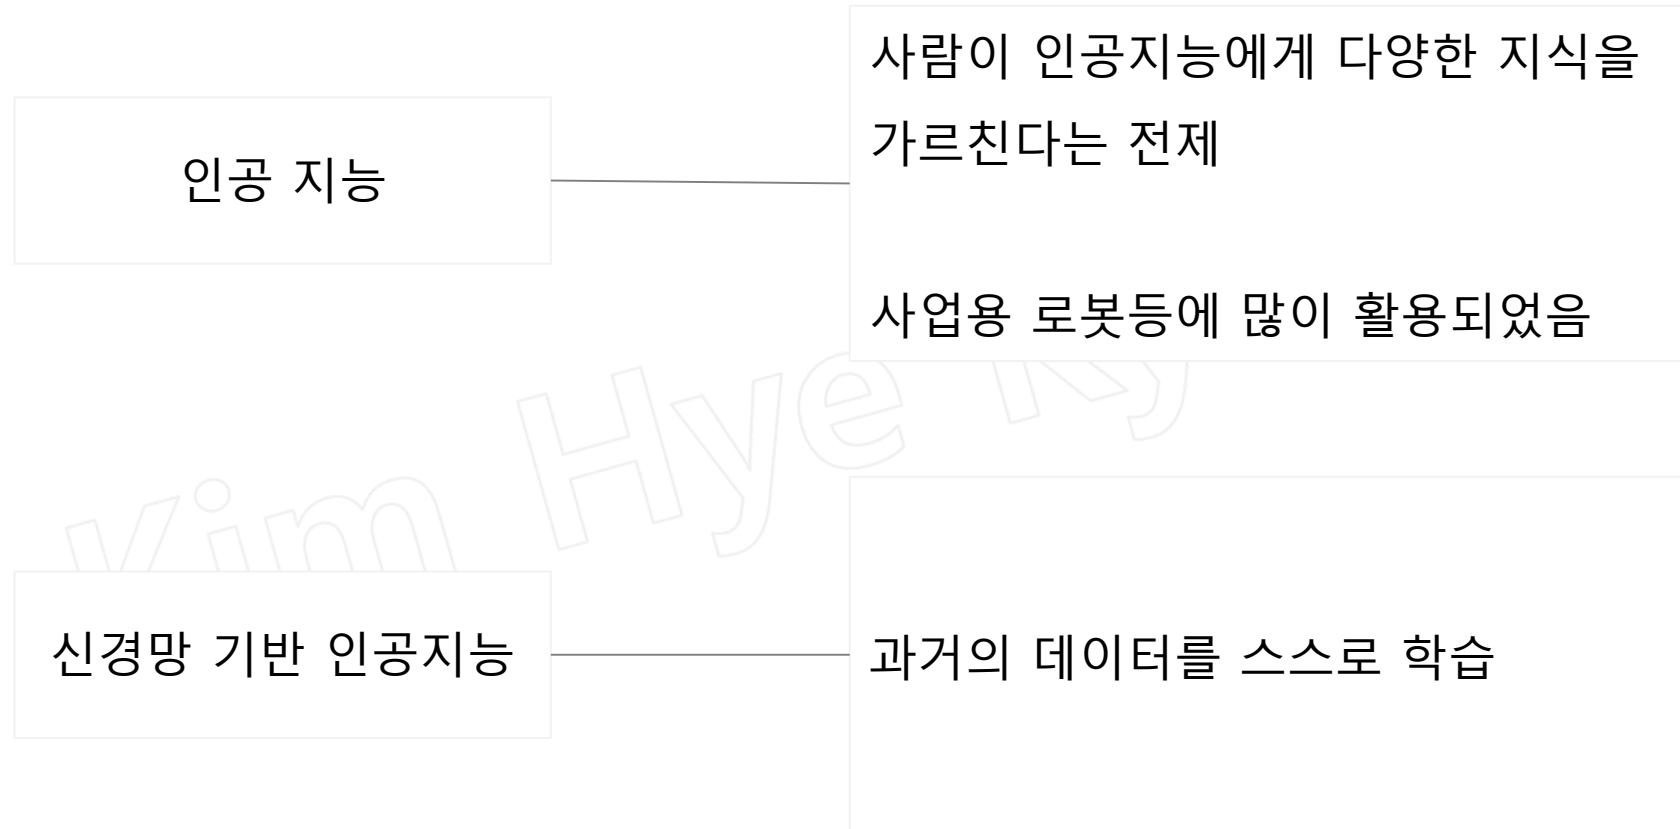 사람이 인공지능에게 다양한 지식을
가르친다는 전제
인공 지능
사업용 로봇등에 많이 활용되었음
Kim Hye Ky
신경망 기반 인공지능
과거의 데이터를 스스로 학습